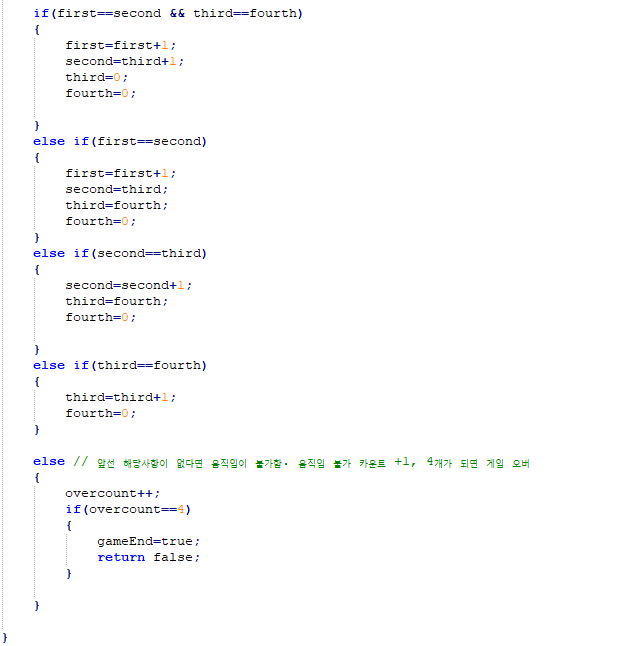 if(first==second && third==fourth)
{
first=first+1;
second=third+1;
third=0;
fourth=0;
}
else if(first==second)
{
first=first+1;
second=third;
third=fourth;
fourth=0;
}
else if(second==third)
{
second=second+1;
third=fourth;
fourth=0;
}
else if(third==fourth)
{
third=third+1;
fourth=0;
}
else // 앞선 해당사항이 없다면 움직임이 불가함. 움직임 불가 카운트 +1, 4개가 되면 게임 오버
{
overcount++;
if(overcount==4)
{
gameEnd=true;
return false;
}
}
}